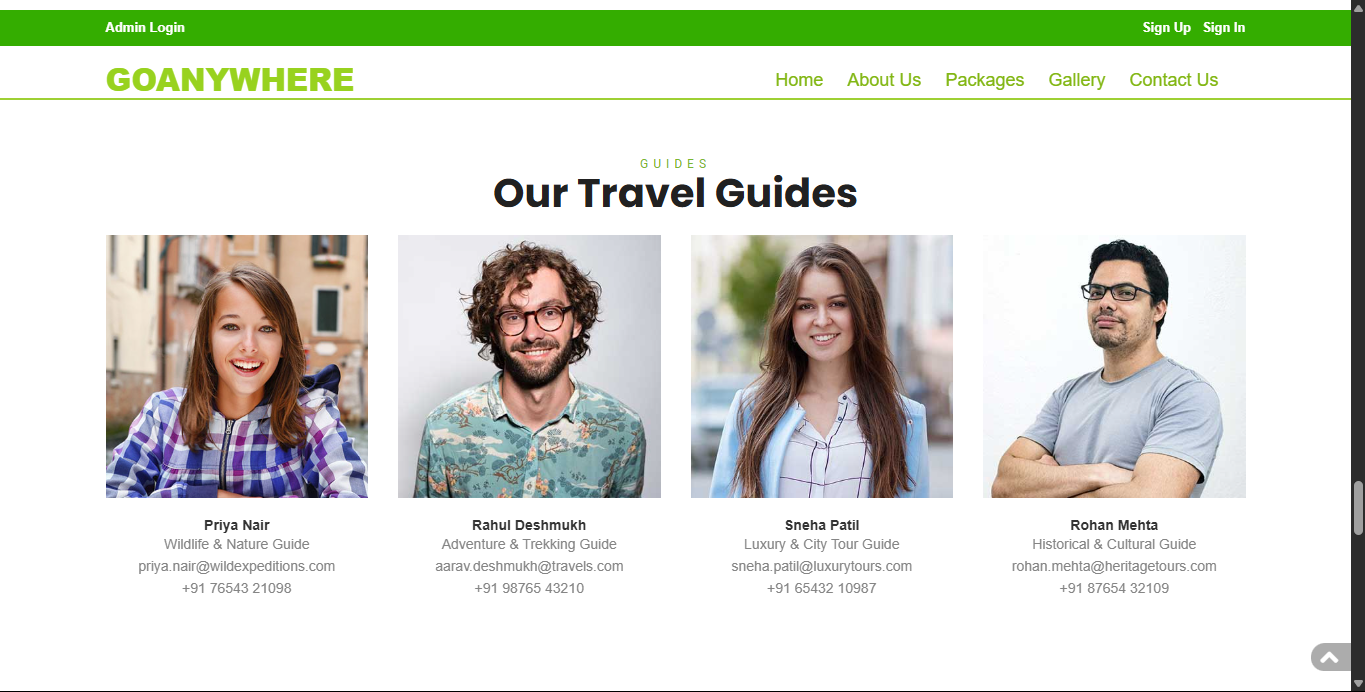 Admin Login Sign Up Sign In
GOANYWHERE Home About Us Packages Gallery Contact Us
GUIDES
Our Travel Guides
Priya Nair
Wildlife & Nature Guide
priya.nair@wildexpeditions.com
+91 76543 21098
Rahul Deshmukh
Adventure & Trekking Guide
aarav.deshmukh@travels.com
+91 98765 43210
Sneha Patil
Luxury & City Tour Guide
sneha.patil@luxurytours.com
+91 65432 10987
Rohan Mehta
Historical & Cultural Guide
rohan.mehta@heritagetours.com
+91 87654 32109